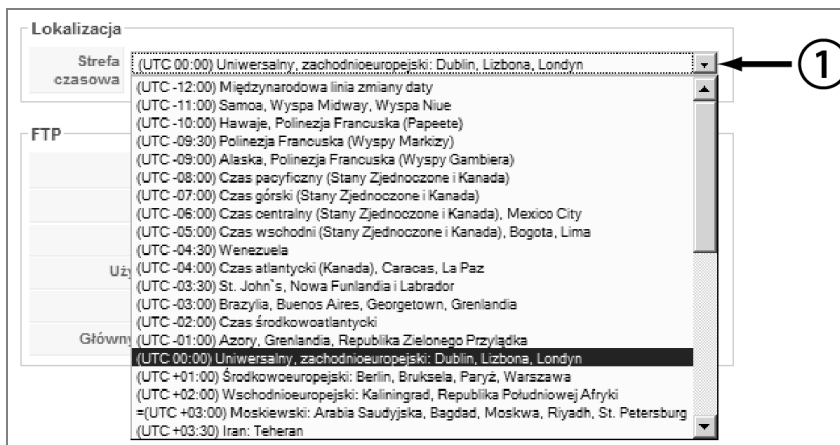 Lokalizacja
Strefa czasowa
(UTC 00:00) Uniwersalny, zachodnioeuropejski: Dublin, Lizbona, Londyn
1
(UTC -12:00) Międzynarodowa linia zmiany daty
(UTC -11:00) Samoa, Wyspa Midway, Wyspa Niue
(UTC -10:00) Hawaje, Polinezja Francuska (Papeete)
(UTC -09:30) Polinezja Francuska (Wyspy Markizy)
(UTC -09:00) Alaska, Polinezja Francuska (Wyspy Gambiera)
(UTC -08:00) Czas pacyficzny (Stany Zjednoczone i Kanada)
(UTC -07:00) Czas górski (Stany Zjednoczone i Kanada)
(UTC -06:00) Czas centralny (Stany Zjednoczone i Kanada), Mexico City
(UTC -05:00) Czas wschodni (Stany Zjednoczone i Kanada), Bogota, Lima
(UTC -04:30) Wenezuela
(UTC -04:00) Czas atlantycki (Kanada), Caracas, La Paz
(UTC -03:30) St. John`s, Nowa Funlandia i Labrador
(UTC -03:00) Brazylia, Buenos Aires, Georgetown, Grenlandia
(UTC -02:00) Czas środkowoatlantycki
(UTC -01:00) Azory, Grenlandia, Republika Zielonego Przylądka
(UTC 00:00) Uniwersalny, zachodnioeuropejski: Dublin, Lizbona, Londyn
(UTC +01:00) Środkowoeuropejski: Berlin, Bruksela, Paryż, Warszawa
(UTC +02:00) Wschodnioeuropejski: Kaliningrad, Republika Południowej Afryki
=(UTC +03:00) Moskiewski: Arabia Saudyjska, Bagdad, Moskwa, Riyadh, St. Petersburg
(UTC +03:30) Iran: Teheran
FTP